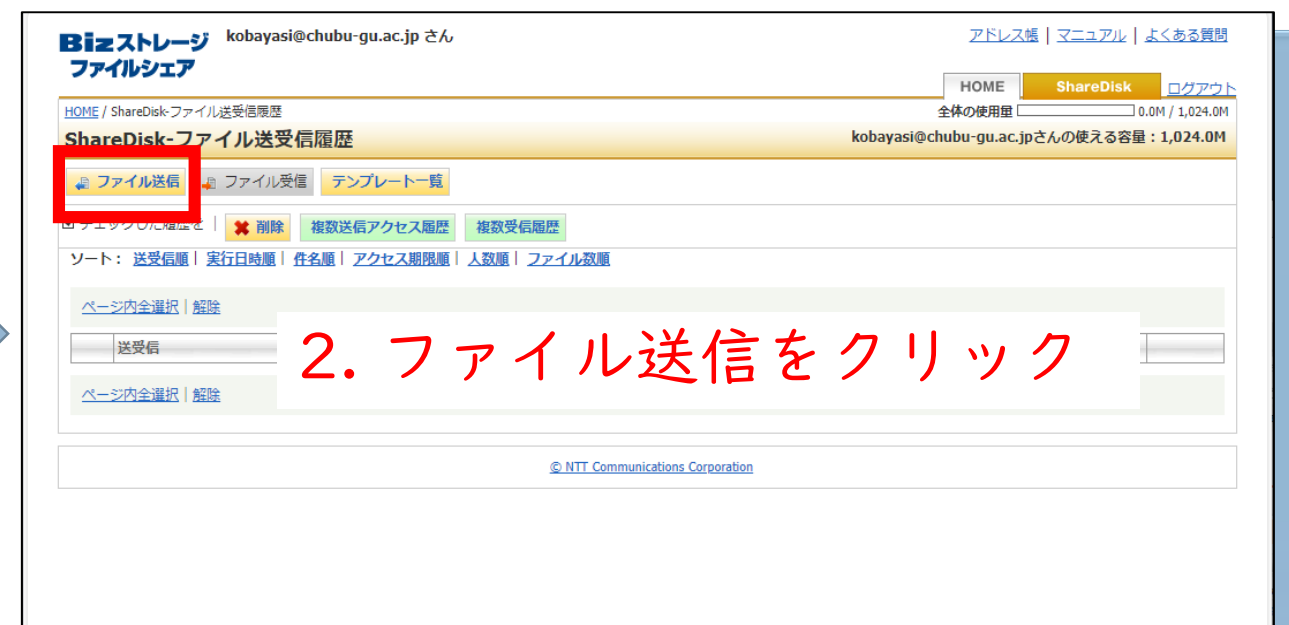 Bizストレージ
ファイルシェア
kobayasi@chubu-gu.ac.jp さん
アドレス帳 | マニュアル | よくある質問
HOME ShareDisk ログアウト
HOME / ShareDisk-ファイル送受信履歴
全体の使用量 0.0M / 1,024.0M
ShareDisk-ファイル送受信履歴
kobayasi@chubu-gu.ac.jpさんの使える容量：1,024.0M
ファイル送信 ファイル受信 テンプレート一覧
チェックした履歴を | 削除 複数送信アクセス履歴 複数受信履歴
ソート： 送受信順 | 実行日時順 | 件名順 | アクセス期限順 | 人数順 | ファイル数順
ページ内全選択 | 解除
送受信
2. ファイル送信をクリック
ページ内全選択 | 解除
© NTT Communications Corporation